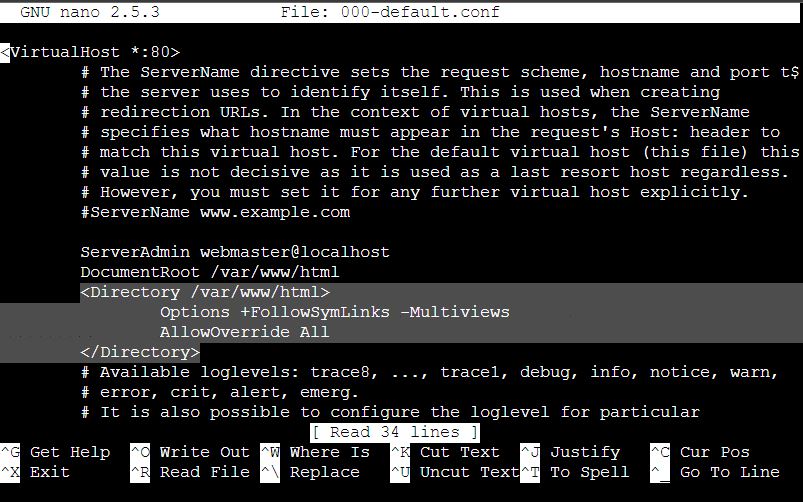 GNU nano 2.5.3 File: 000-default.conf
<VirtualHost *:80>
# The ServerName directive sets the request scheme, hostname and port t$
# the server uses to identify itself. This is used when creating
# redirection URLs. In the context of virtual hosts, the ServerName
# specifies what hostname must appear in the request's Host: header to
# match this virtual host. For the default virtual host (this file) this
# value is not decisive as it is used as a last resort host regardless.
# However, you must set it for any further virtual host explicitly.
#ServerName www.example.com
ServerAdmin webmaster@localhost
DocumentRoot /var/www/html
<Directory /var/www/html>
Options +FollowSymLinks -Multiviews
AllowOverride All
</Directory>
# Available loglevels: trace8, ..., trace1, debug, info, notice, warn,
# error, crit, alert, emerg.
# It is also possible to configure the loglevel for particular
[ Read 34 lines ]
^G Get Help ^O Write Out ^W Where Is ^K Cut Text ^J Justify ^C Cur Pos
^X Exit ^R Read File ^\ Replace ^U Uncut Text ^T To Spell ^_ Go To Line